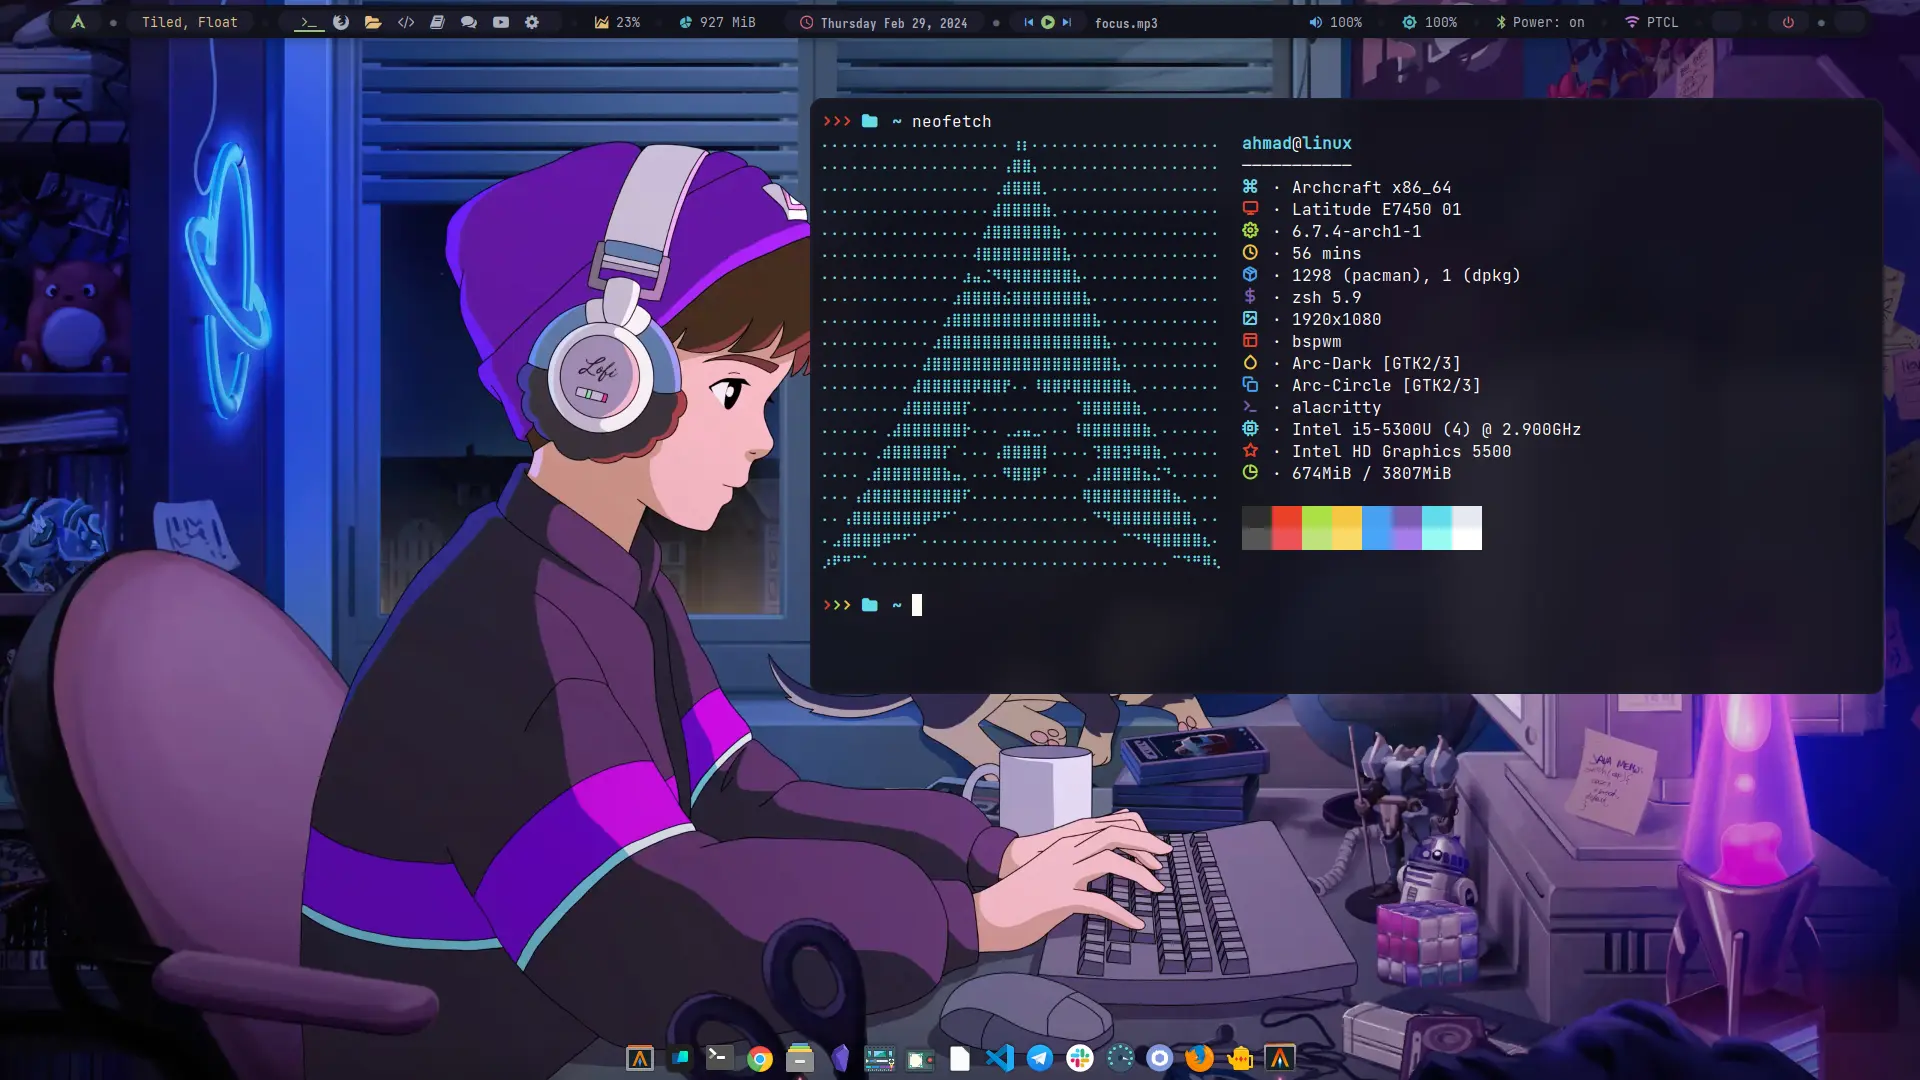 Tiled, Float
23%
927 MiB
Thursday Feb 29, 2024
focus.mp3
100%
100%
Power: on
PTCL
~ neofetch
ahmad@linux
· Archcraft x86_64
· Latitude E7450 01
· 6.7.4-arch1-1
· 56 mins
· 1298 (pacman), 1 (dpkg)
· zsh 5.9
· 1920x1080
· bspwm
· Arc-Dark [GTK2/3]
· Arc-Circle [GTK2/3]
· alacritty
· Intel i5-5300U (4) @ 2.900GHz
· Intel HD Graphics 5500
· 674MiB / 3807MiB
~
Lofi